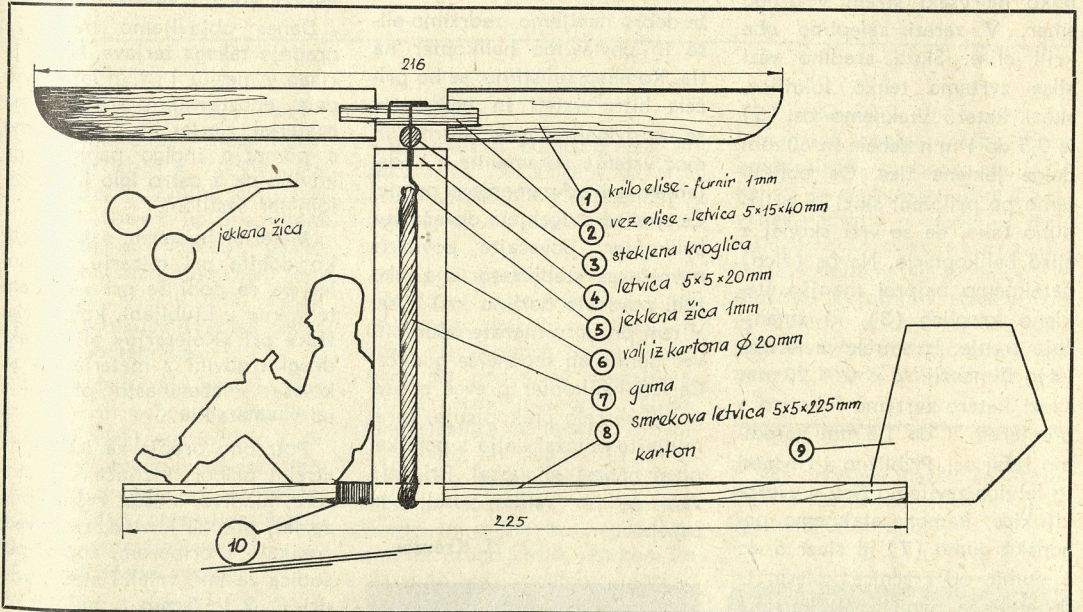 216
jeklena žica
1 krilo elise - furnir 1mm
2 vez elise - letvica 5×15×40mm
3 steklena kroglica
4 letvica 5×5×20mm
5 jeklena žica 1mm
6 valj iz kartona Ø 20mm
7 guma
8 smrekova letvica 5×5×225mm
karton
9
225
10